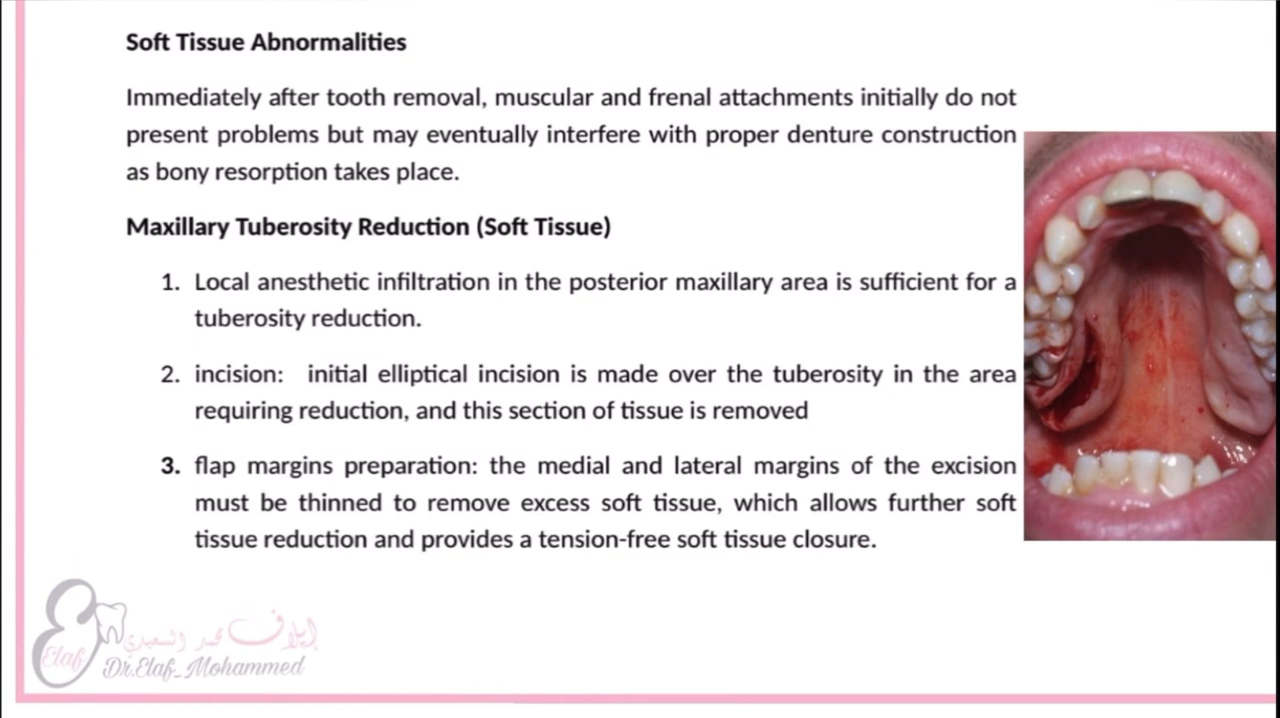 Soft Tissue Abnormalities
Immediately after tooth removal, muscular and frenal attachments initially do not
present problems but may eventually interfere with proper denture construction
as bony resorption takes place.
Maxillary Tuberosity Reduction (Soft Tissue)
1. Local anesthetic infiltration in the posterior maxillary area is sufficient for a
tuberosity reduction.
2. incision: initial elliptical incision is made over the tuberosity in the area
requiring reduction, and this section of tissue is removed
3. flap margins preparation: the medial and lateral margins of the excision
must be thinned to remove excess soft tissue, which allows further soft
tissue reduction and provides a tension-free soft tissue closure.
إيلاف محمد السعيدي
Elaf
Dr.Elaf_Mohammed